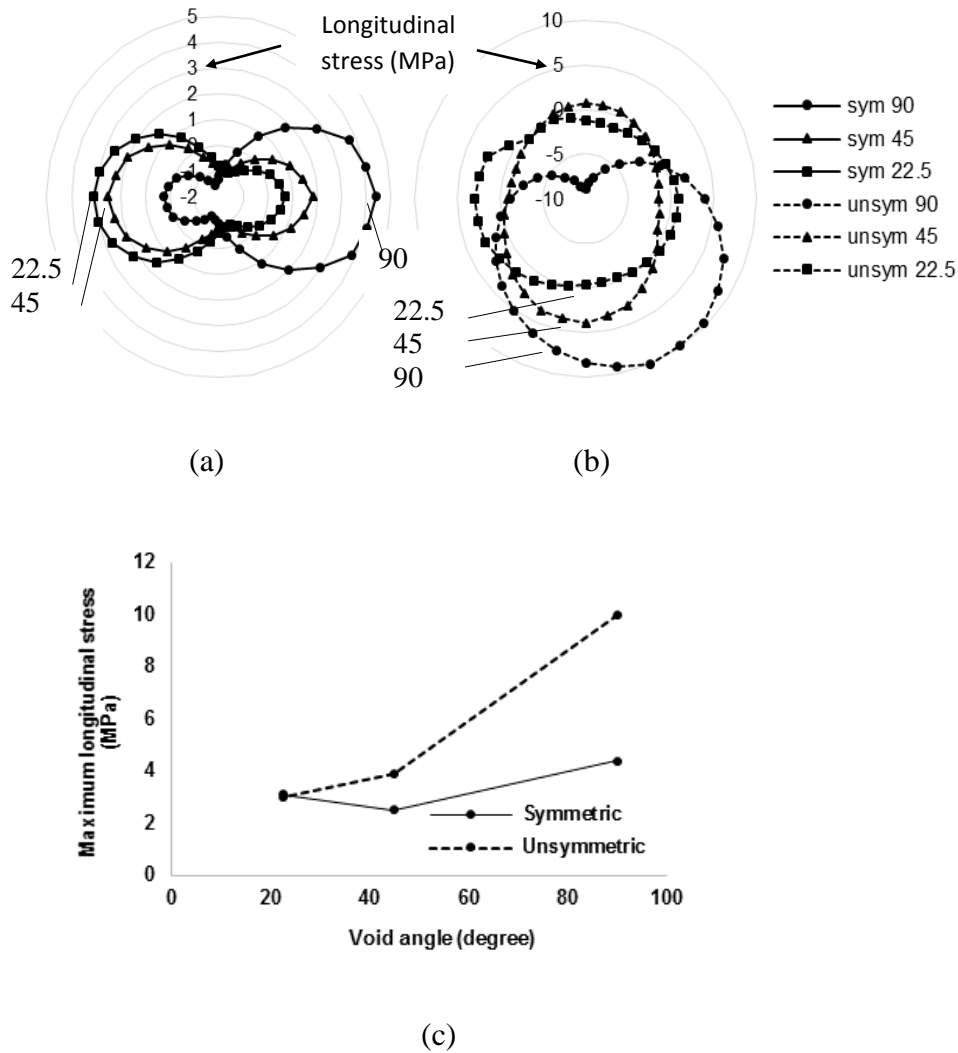 5
4
3
2
1
0
-1
-2
Longitudinal
stress (MPa)
22.5
45
90
10
5
0
-5
-10
22.5
45
90
sym 90
sym 45
sym 22.5
unsym 90
unsym 45
unsym 22.5
(a)
(b)
Maximum longitudinal stress
(MPa)
12
10
8
6
4
2
0
0 20 40 60 80 100
Symmetric
Unsymmetric
Void angle (degree)
(c)